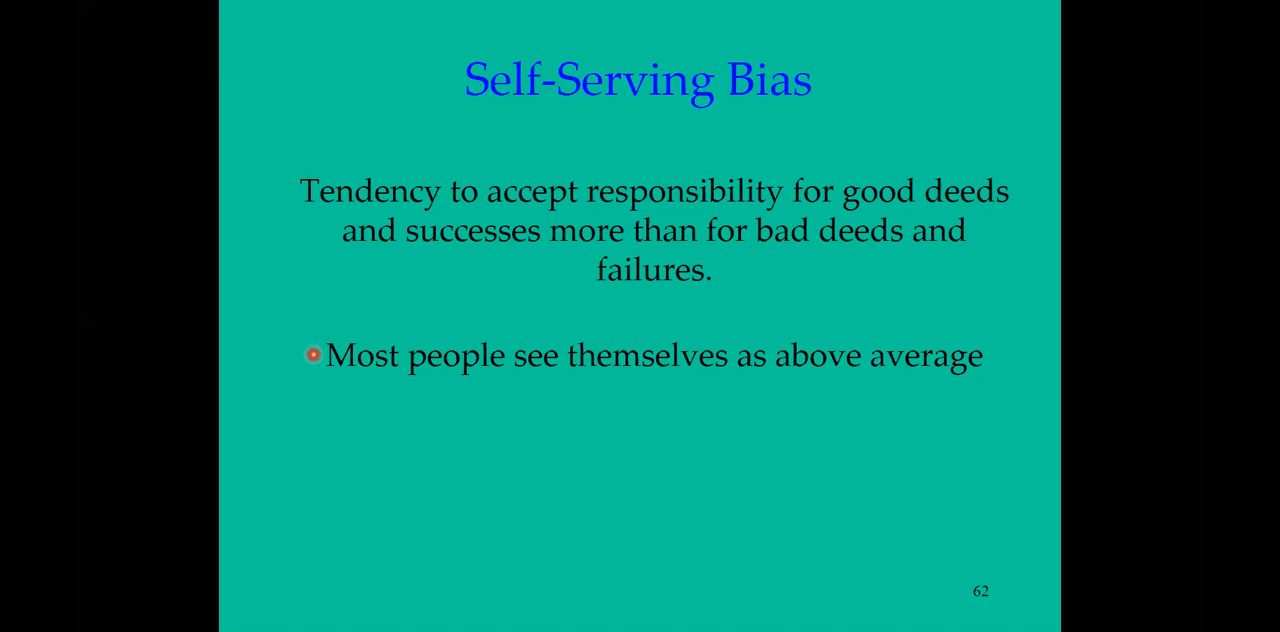 Self-Serving Bias
Tendency to accept responsibility for good deeds
and successes more than for bad deeds and
failures.
Most people see themselves as above average
62